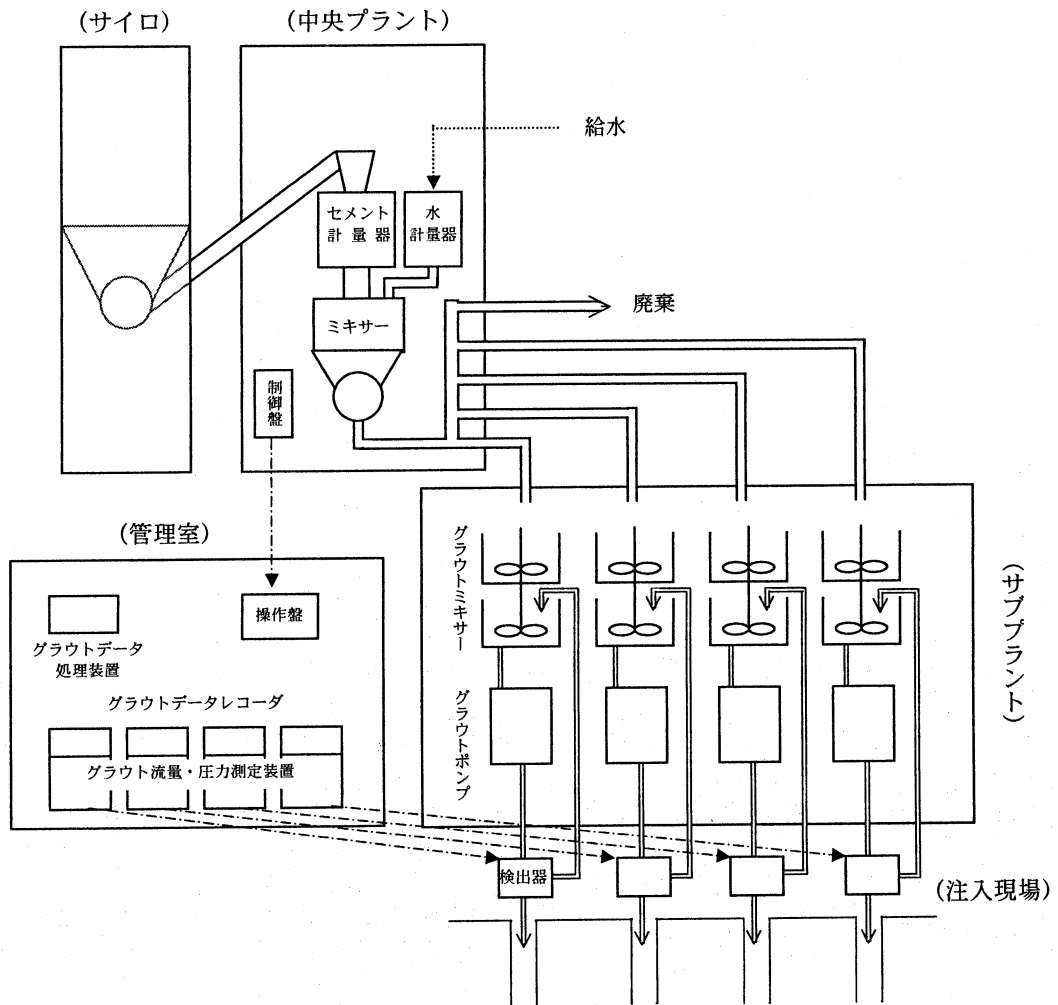 (サイロ)
(中央プラント)
給水
セメント
計量器
水
計量器
ミキサー
廃棄
制御盤
(管理室)
操作盤
グラウトデータ
処理装置
グラウトデータレコーダ
グラウト流量・圧力測定装置
グラウトミキサー
グラウトポンプ
(サブプラント)
検出器
(注入現場)